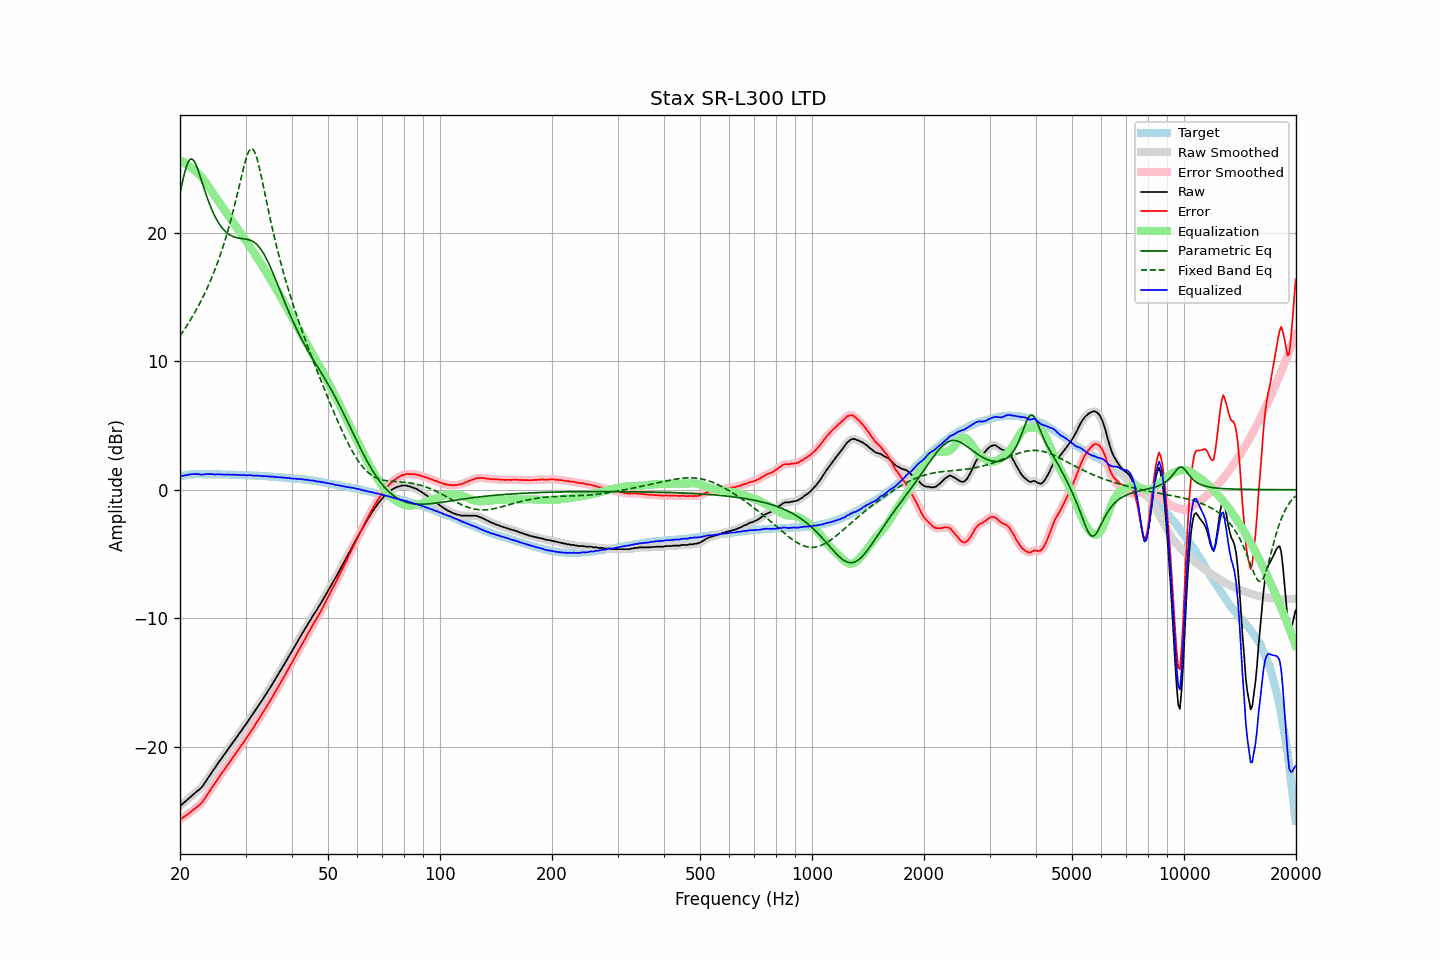 Stax SR-L300 LTD
Target
Raw Smoothed
Error Smoothed
Raw
Error
Equalization
Parametric Eq
Fixed Band Eq
Equalized
Amplitude (dBr)
20
10
0
−10
−20
20
50
100
200
500
1000
2000
5000
10000
20000
Frequency (Hz)